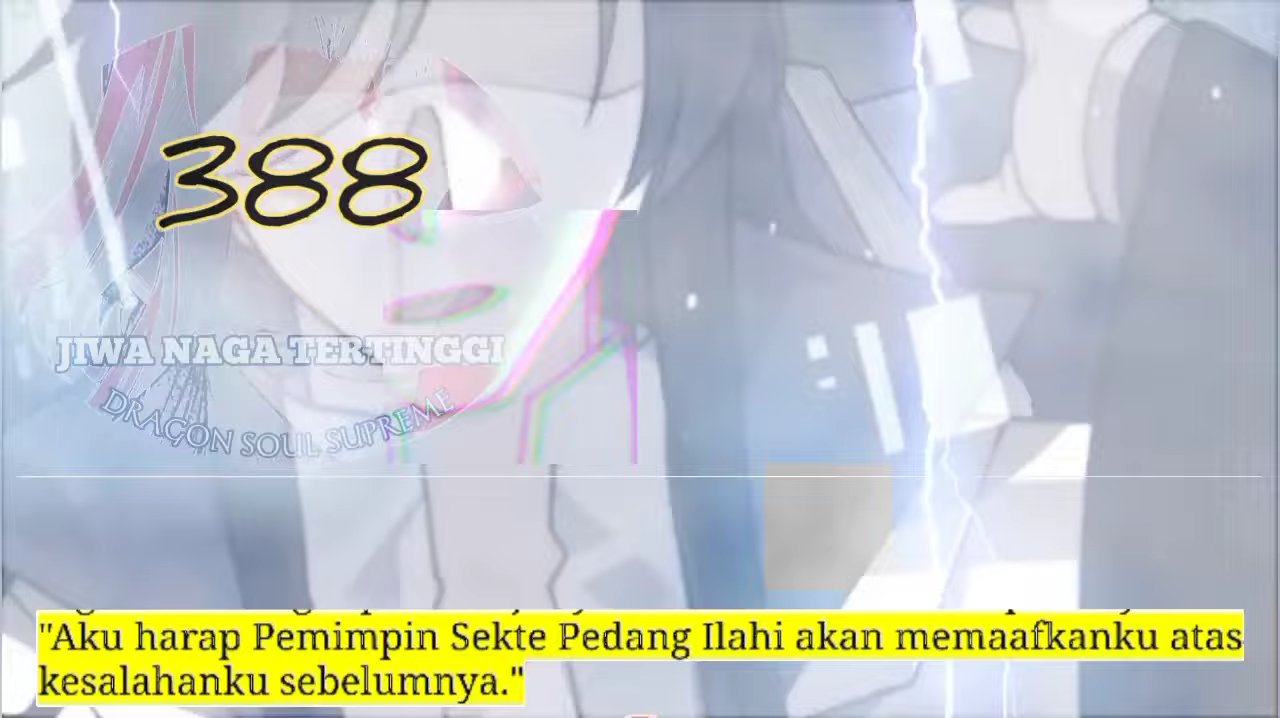 388
JIWA NAGA TERTINGGI
DRAGON SOUL SUPREME
"Aku harap Pemimpin Sekte Pedang Ilahi akan memaafkanku atas
kesalahanku sebelumnya."